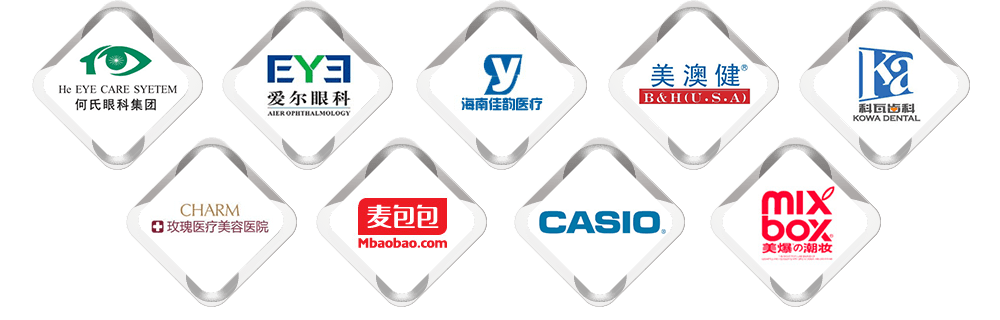 He EYE CARE SYETEM
何氏眼科集团
EYE
爱尔眼科
AIER OPHTHALMOLOGY
y
海南佳韵医疗
美澳健®
B&H(U·S·A)
Ka
科瓦齿科
KOWA DENTAL
CHARM
玫瑰医疗美容医院
麦包包
Mbaobao.com
CASIO®
mix
box®
美爆の潮妆